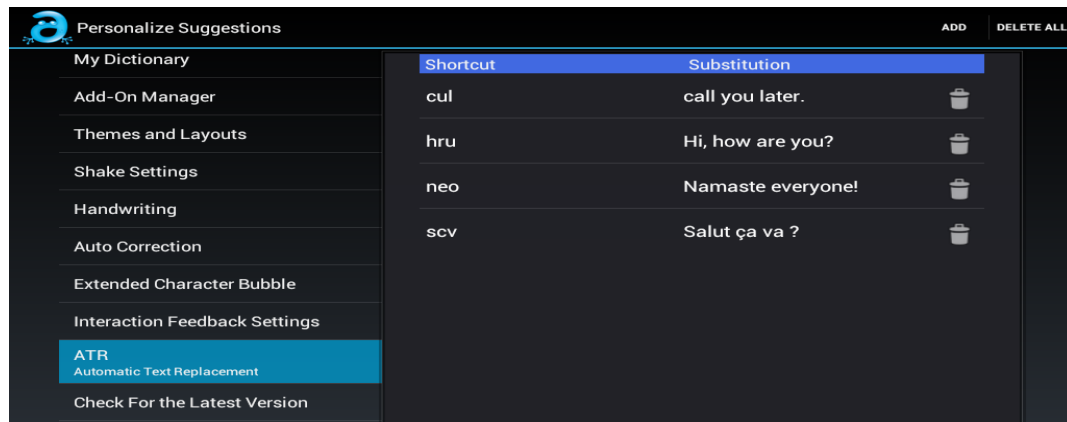 Personalize Suggestions
ADD
DELETE ALL
My Dictionary
Add-On Manager
Themes and Layouts
Shake Settings
Handwriting
Auto Correction
Extended Character Bubble
Interaction Feedback Settings
ATR
Automatic Text Replacement
Check For the Latest Version
Shortcut Substitution
cul call you later.
hru Hi, how are you?
neo Namaste everyone!
scv Salut ça va ?